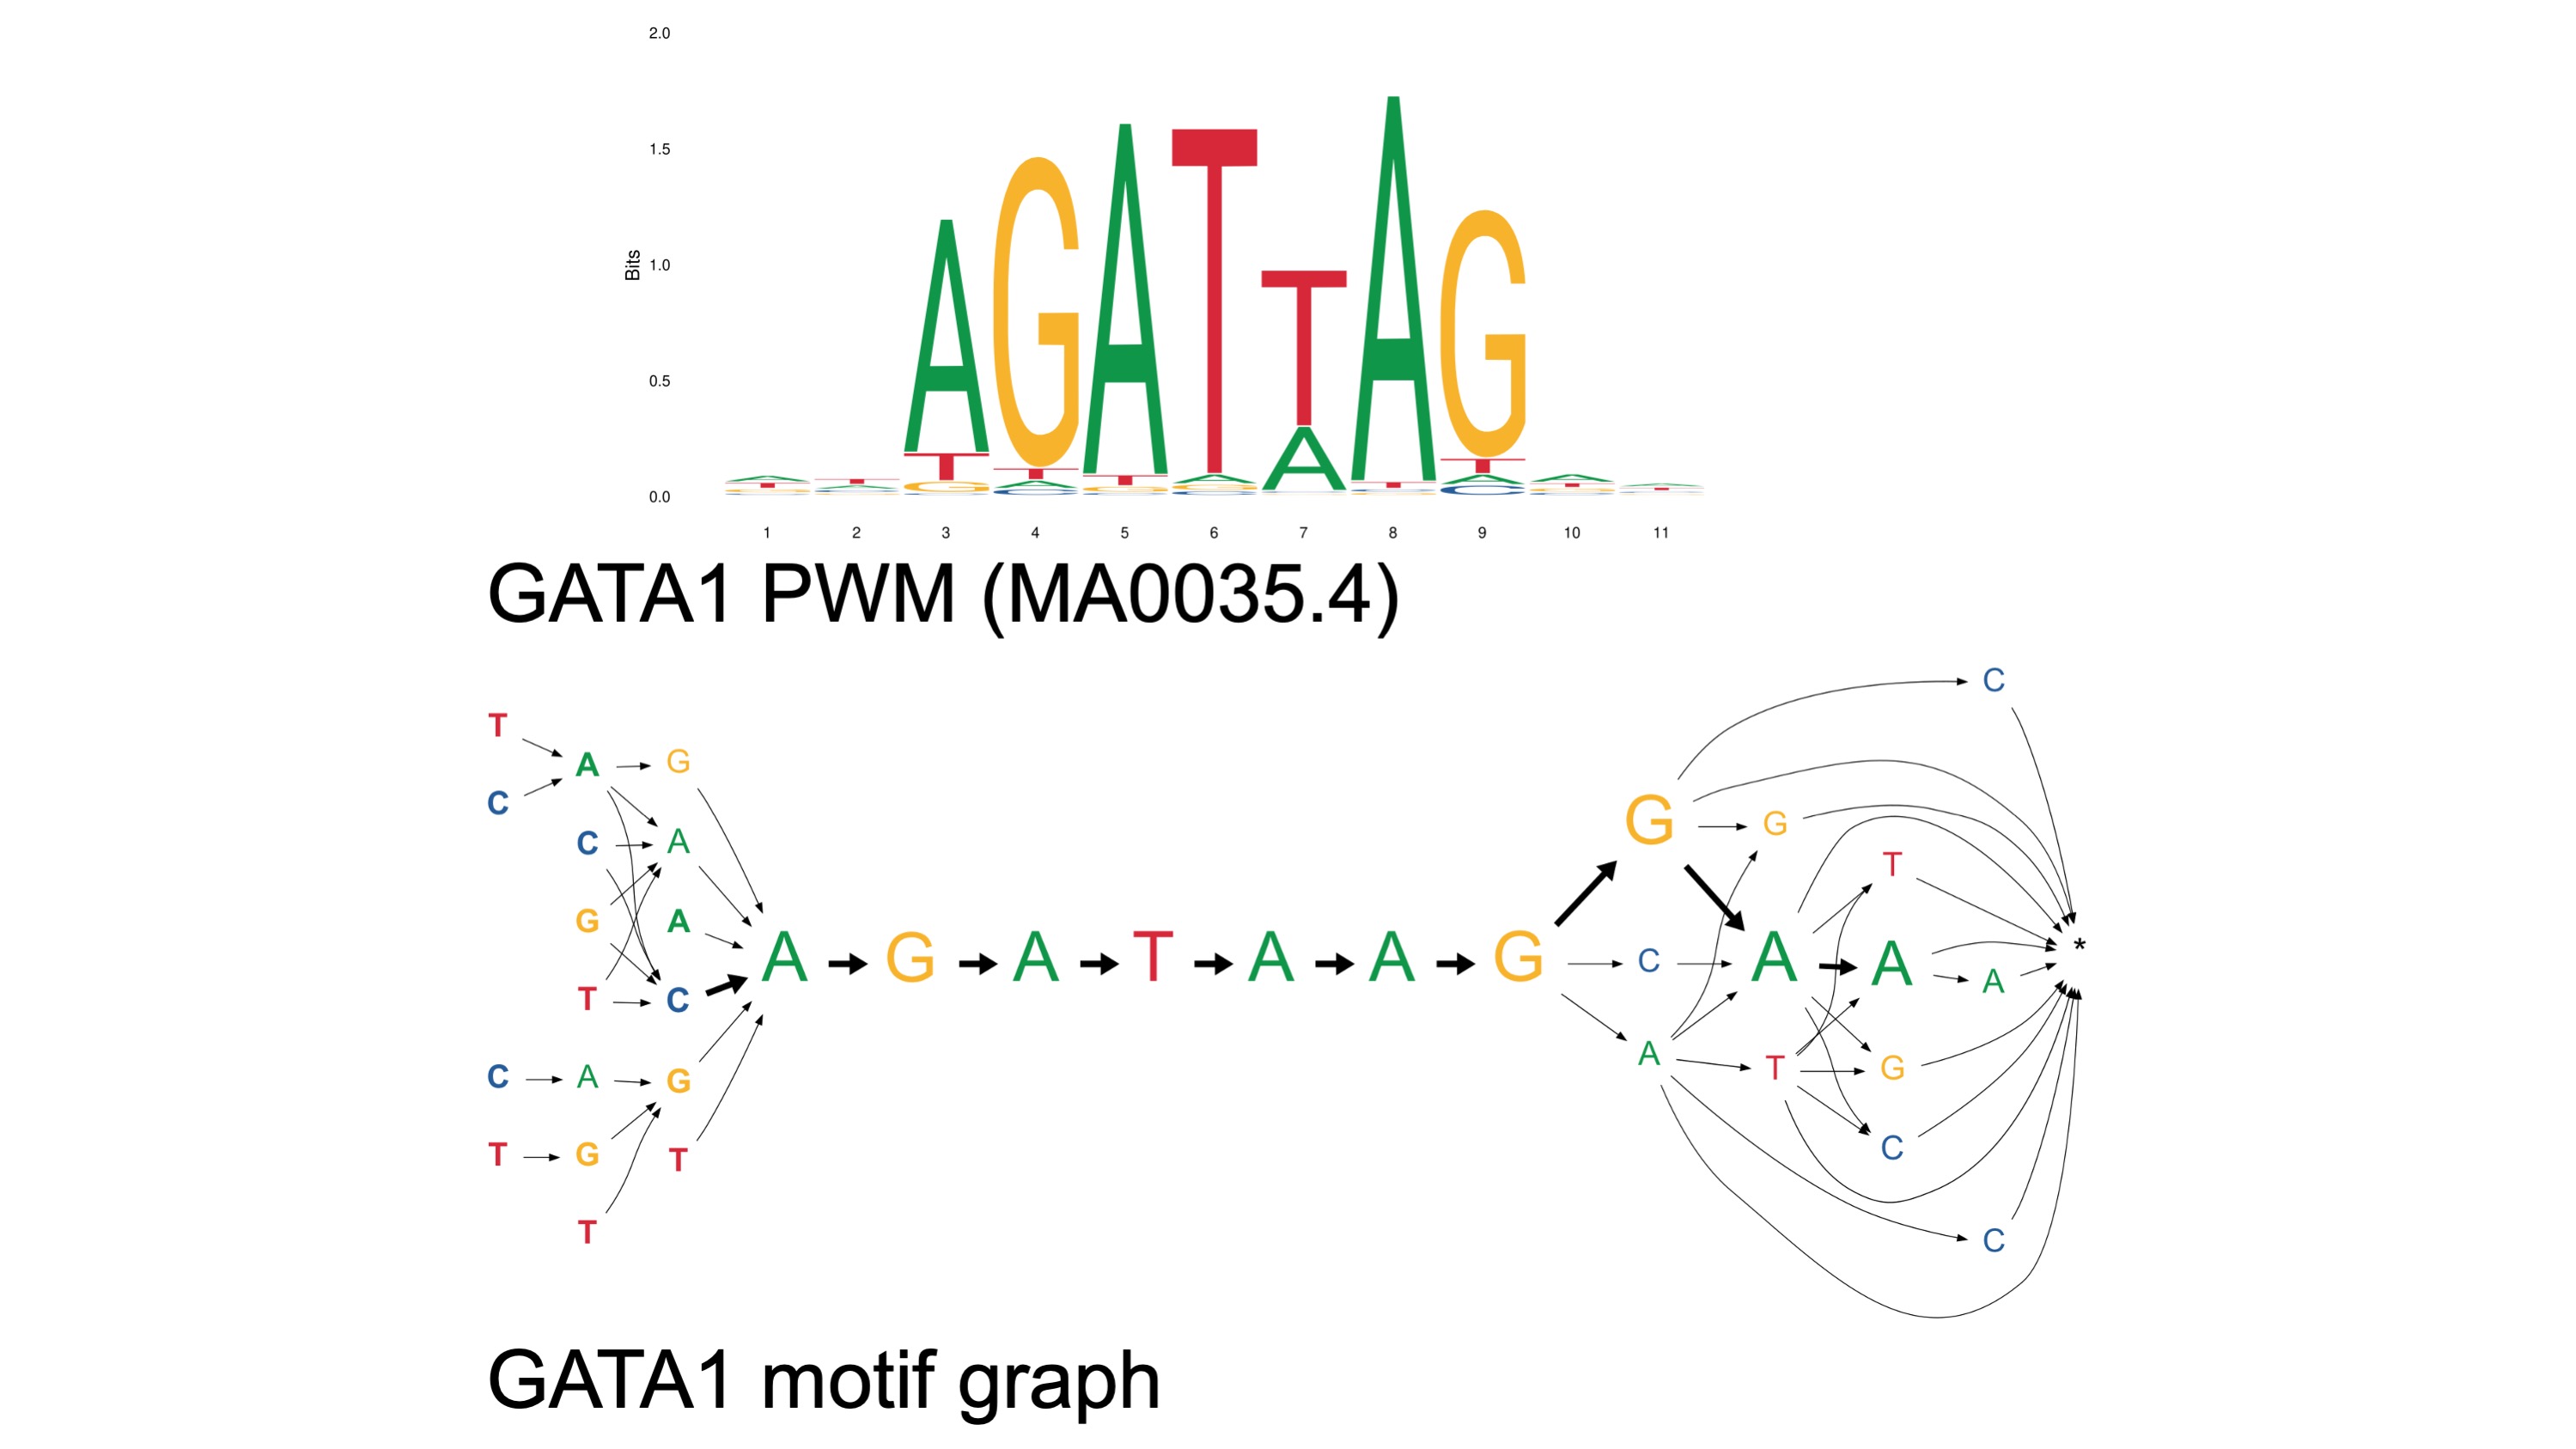 2.0
1.5
1.0
0.5
0.0
Bits
A T G C
T A C
A T G C
G T A C
A T G C
T A G C
T A
A T C G
G T A C
A T G C
A T
1 2 3 4 5 6 7 8 9 10 11
GATA1 PWM (MA0035.4)
C
T
A G
C
C A
G A
T C
C A G
T G T
T
A G A T A A G
G G
T
C A A A *
A T G
C
C
GATA1 motif graph